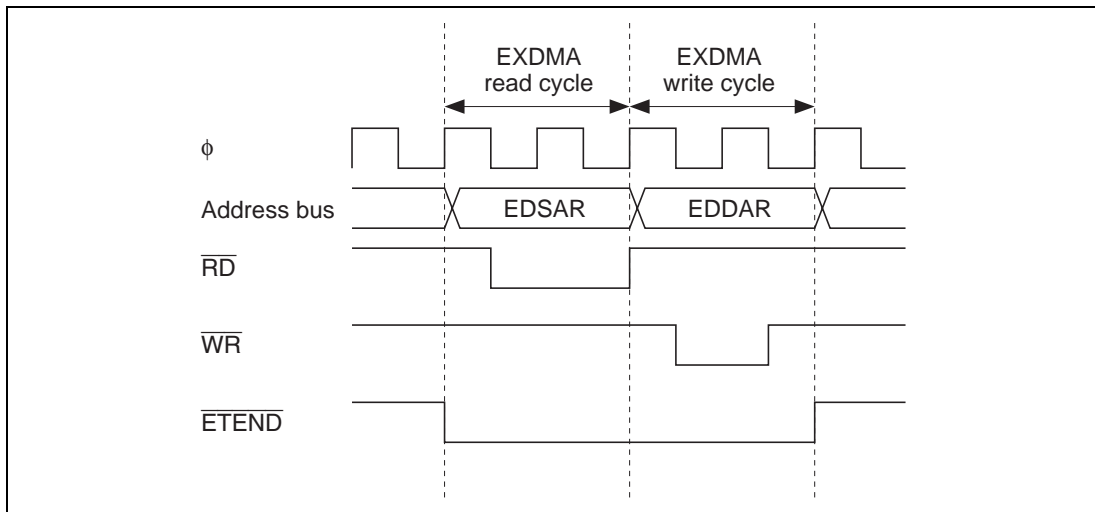 EXDMA EXDMA
read cycle write cycle
ϕ
Address bus EDSAR EDDAR
RD
WR
ETEND